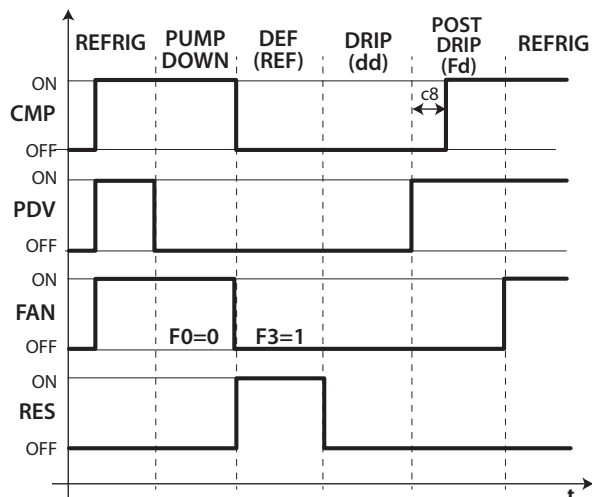 REFRIG PUMP DOWN DEF (REF) DRIP (dd) POST DRIP (Fd) REFRIG
ON
CMP
c8
OFF
ON
PDV
OFF
ON
FAN
F0=0 F3=1
OFF
ON
RES
OFF
t